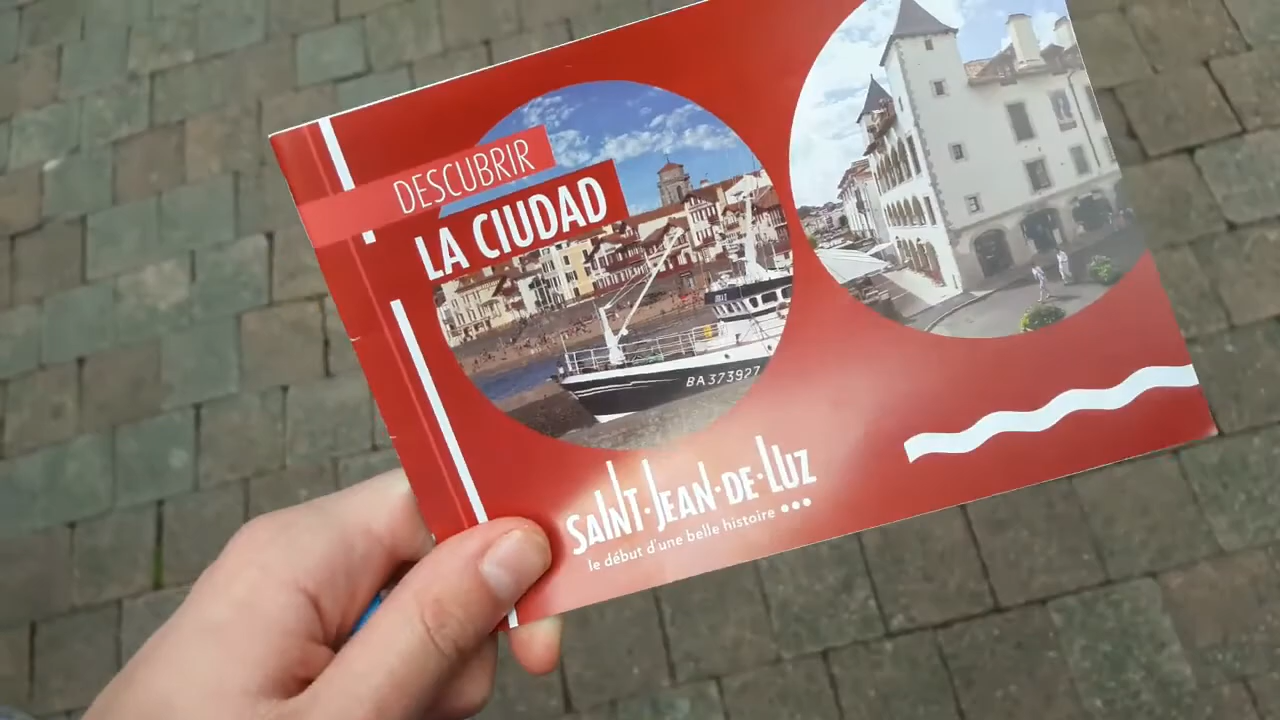 DESCUBRIR
LA CIUDAD
BA373927
SAINT·JEAN·DE·LUZ
le début d'une belle histoire •••